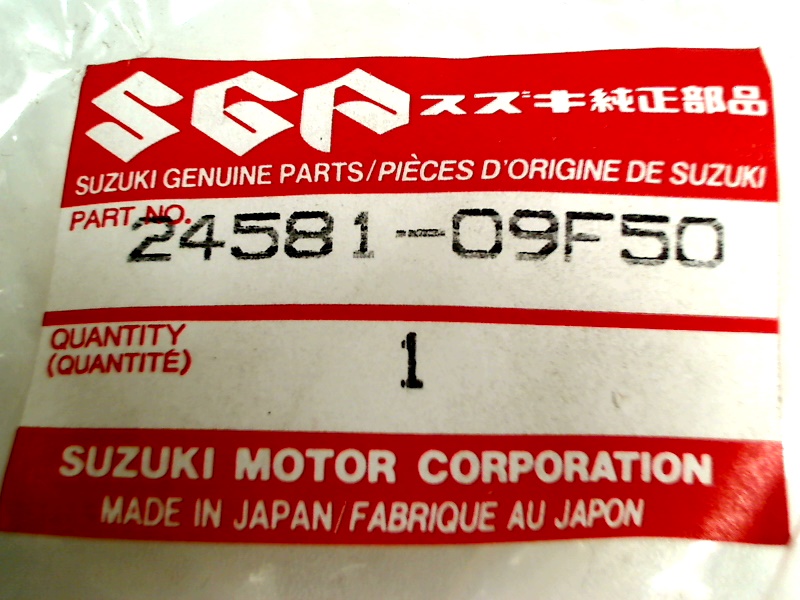 SGP スズキ純正部品
SUZUKI GENUINE PARTS/PIÈCES D'ORIGINE DE SUZUKI
PART NO.
24581-09F50
QUANTITY
(QUANTITÉ)
1
SUZUKI MOTOR CORPORATION
MADE IN JAPAN/FABRIQUE AU JAPON